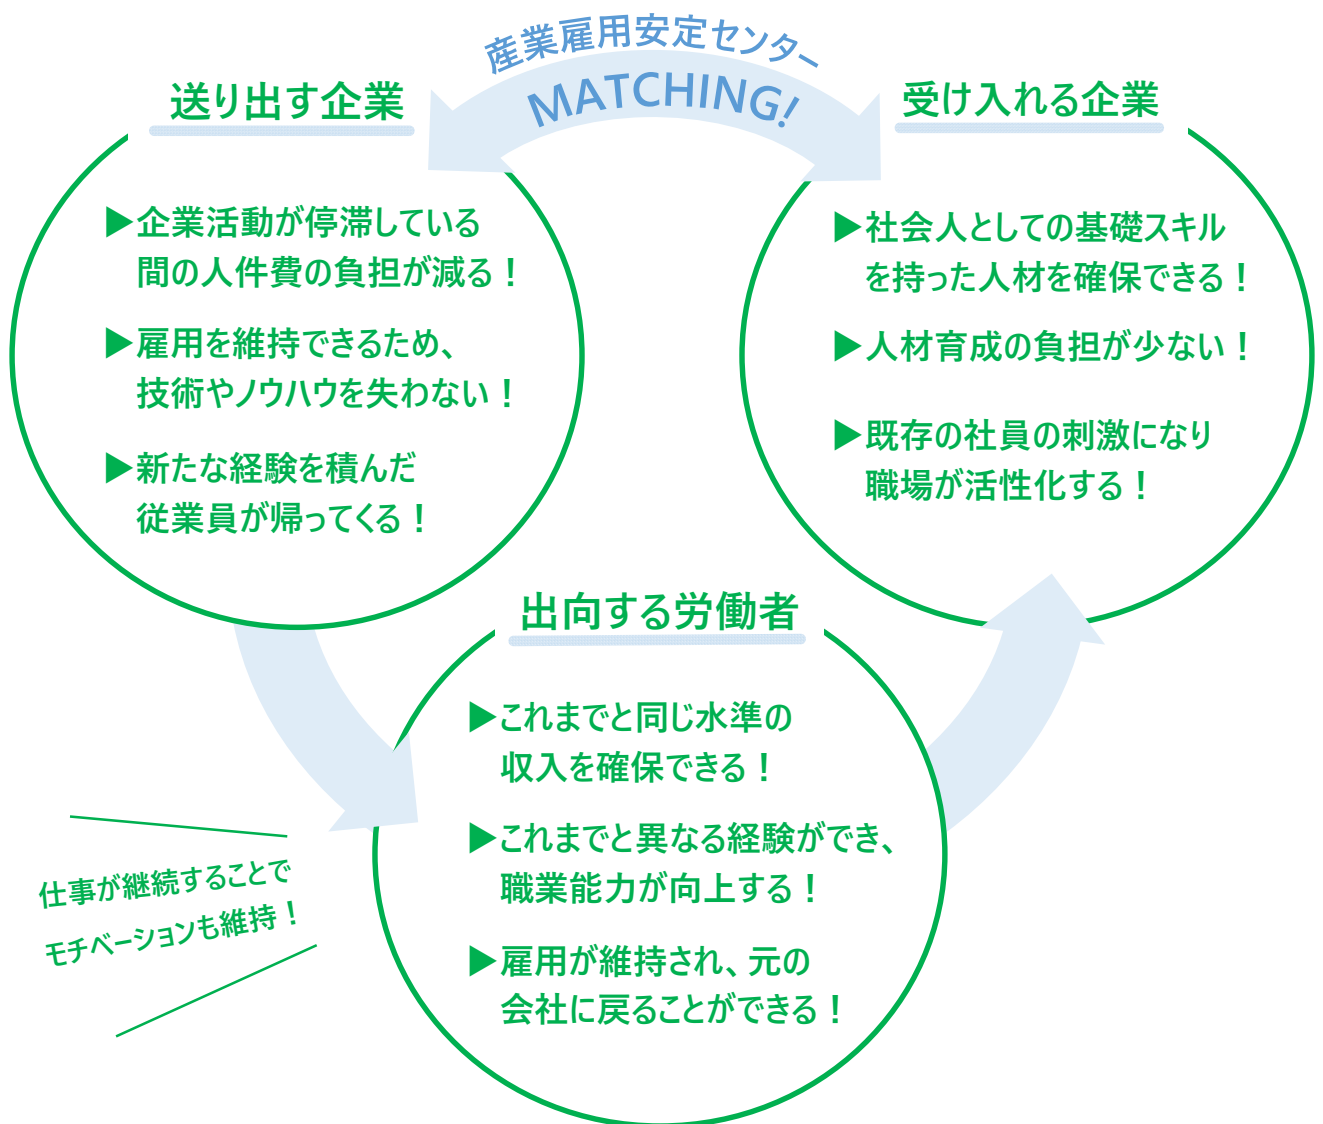 産業雇用安定センター
MATCHING!
送り出す企業
▶企業活動が停滞している
間の人件費の負担が減る！
▶雇用を維持できるため、
技術やノウハウを失わない！
▶新たな経験を積んだ
従業員が帰ってくる！
受け入れる企業
▶社会人としての基礎スキル
を持った人材を確保できる！
▶人材育成の負担が少ない！
▶既存の社員の刺激になり
職場が活性化する！
出向する労働者
▶これまでと同じ水準の
収入を確保できる！
▶これまでと異なる経験ができ、
職業能力が向上する！
▶雇用が維持され、元の
会社に戻ることができる！
仕事が継続することで
モチベーションも維持！